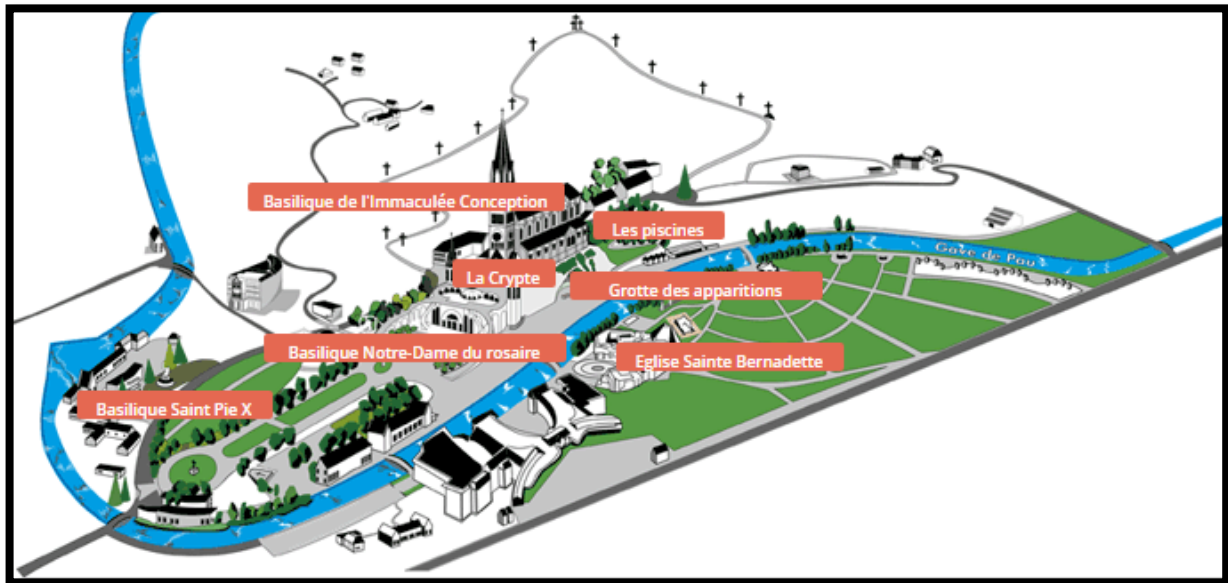 Basilique de l'Immaculée Conception
Les piscines
Gave de Pau
La Crypte
Grotte des apparitions
Basilique Notre-Dame du rosaire
Eglise Sainte Bernadette
Basilique Saint Pie X